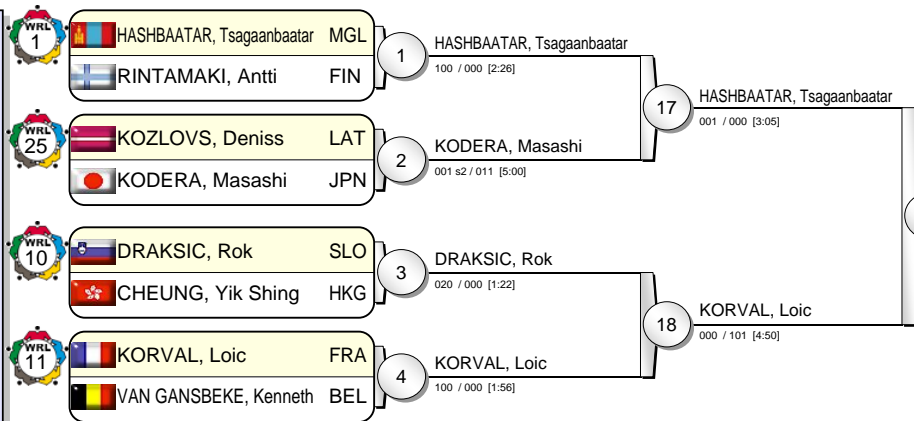 WRL 1
HASHBAATAR, Tsagaanbaatar MGL
RINTAMAKI, Antti FIN
1
HASHBAATAR, Tsagaanbaatar
100 / 000 [2:26]
WRL 25
KOZLOVS, Deniss LAT
KODERA, Masashi JPN
2
KODERA, Masashi
001 s2 / 011 [5:00]
17
HASHBAATAR, Tsagaanbaatar
001 / 000 [3:05]
WRL 10
DRAKSIC, Rok SLO
CHEUNG, Yik Shing HKG
3
DRAKSIC, Rok
020 / 000 [1:22]
WRL 11
KORVAL, Loic FRA
VAN GANSBEKE, Kenneth BEL
4
KORVAL, Loic
100 / 000 [1:56]
18
KORVAL, Loic
000 / 101 [4:50]